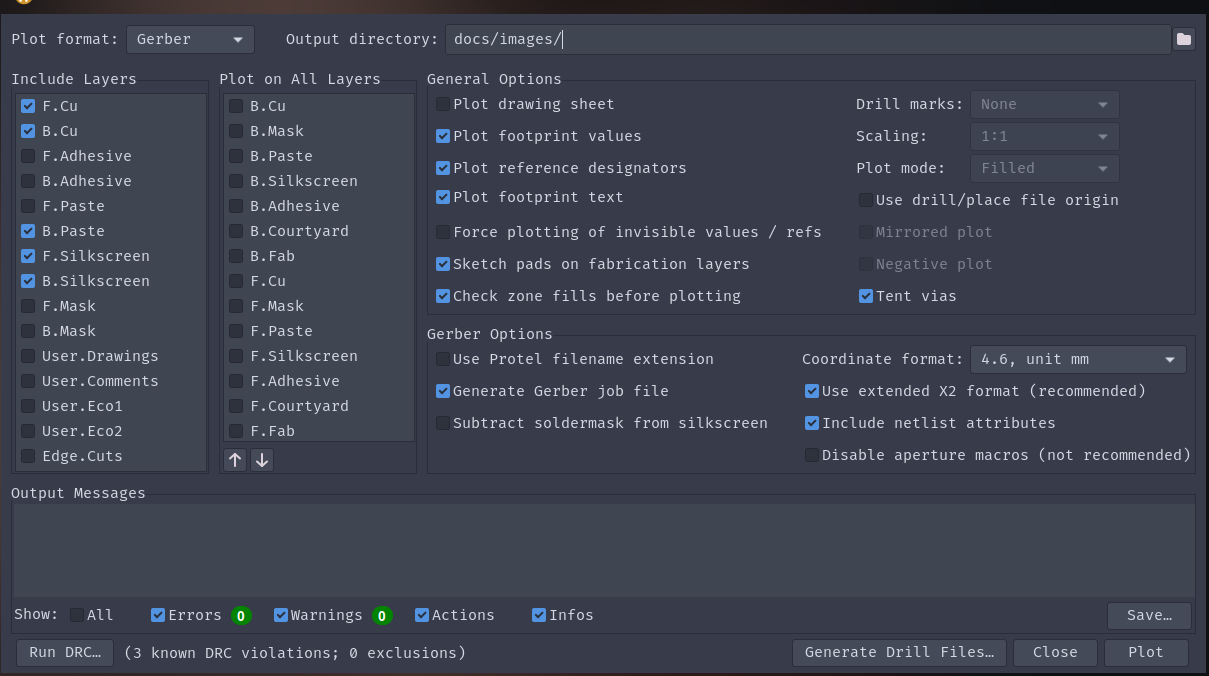 Plot format: Gerber Output directory: docs/images/
Include Layers
F.Cu
B.Cu
F.Adhesive
B.Adhesive
F.Paste
B.Paste
F.Silkscreen
B.Silkscreen
F.Mask
B.Mask
User.Drawings
User.Comments
User.Eco1
User.Eco2
Edge.Cuts
Plot on All Layers
B.Cu
B.Mask
B.Paste
B.Silkscreen
B.Adhesive
B.Courtyard
B.Fab
F.Cu
F.Mask
F.Paste
F.Silkscreen
F.Adhesive
F.Courtyard
F.Fab
General Options
Plot drawing sheet
Plot footprint values
Plot reference designators
Plot footprint text
Force plotting of invisible values / refs
Sketch pads on fabrication layers
Check zone fills before plotting
Drill marks: None
Scaling: 1:1
Plot mode: Filled
Use drill/place file origin
Mirrored plot
Negative plot
Tent vias
Gerber Options
Use Protel filename extension
Generate Gerber job file
Subtract soldermask from silkscreen
Coordinate format: 4.6, unit mm
Use extended X2 format (recommended)
Include netlist attributes
Disable aperture macros (not recommended)
Output Messages
Show: All Errors 0 Warnings 0 Actions Infos Save…
Run DRC… (3 known DRC violations; 0 exclusions) Generate Drill Files… Close Plot